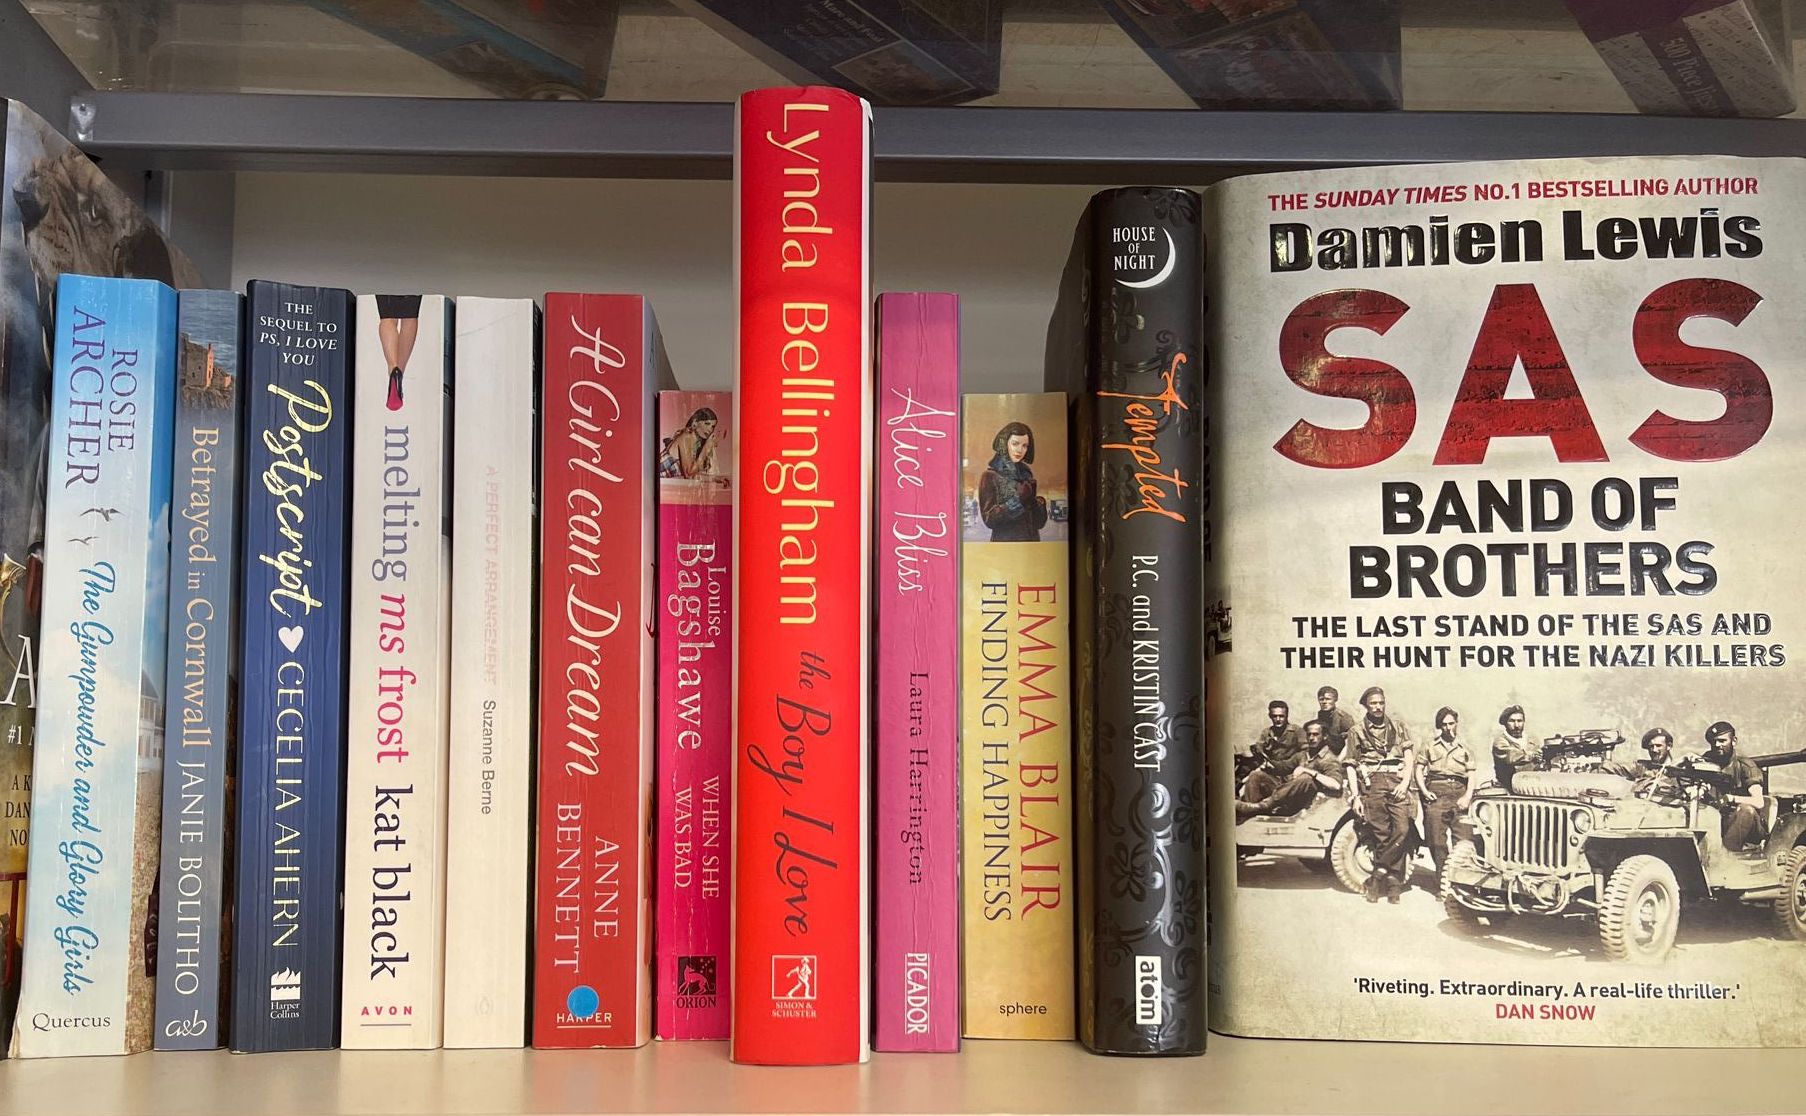 A
#1
A K
DAN
NO
ROSIE
ARCHER
The Gunpowder and Glory Girls
Quercus
Betrayed in Cornwall JANIE BOLITHO
a&b
THE
SEQUEL TO
PS, I LOVE
YOU
Postscript
CECELIA AHERN
Harper
Collins
melting ms frost kat black
AVON
A PERFECT ARRANGEMENT Suzanne Berne
A Girl can Dream
ANNE
BENNETT
HARPER
Louise
Bagshawe
WHEN SHE
WAS BAD
ORION
Lynda Bellingham the Boy I Love
SIMON &
SCHUSTER
Alice Bliss Laura Harrington
PICADOR
EMMA BLAIR
FINDING HAPPINESS
sphere
HOUSE
OF
NIGHT
Tempted
P.C. and KRISTIN CAST
atom
THE SUNDAY TIMES NO.1 BESTSELLING AUTHOR
Damien Lewis
SAS
BAND OF
BROTHERS
THE LAST STAND OF THE SAS AND
THEIR HUNT FOR THE NAZI KILLERS
'Riveting. Extraordinary. A real-life thriller.'
DAN SNOW